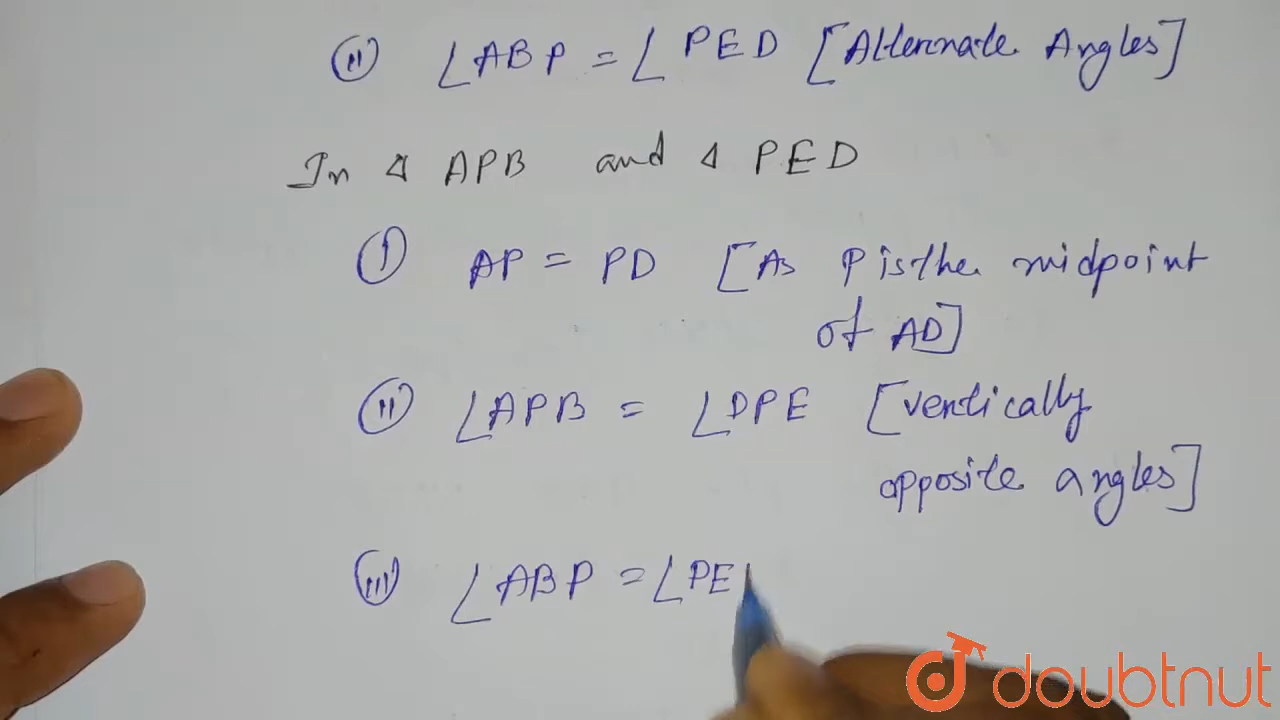 (ii) ∠ABP = ∠PED [Alternate Angles]
In Δ APB and Δ PED
(i) AP = PD [As P is the midpoint
of AD]
(ii) ∠APB = ∠DPE [vertically
opposite angles]
(iii) ∠ABP = ∠PE
doubtnut